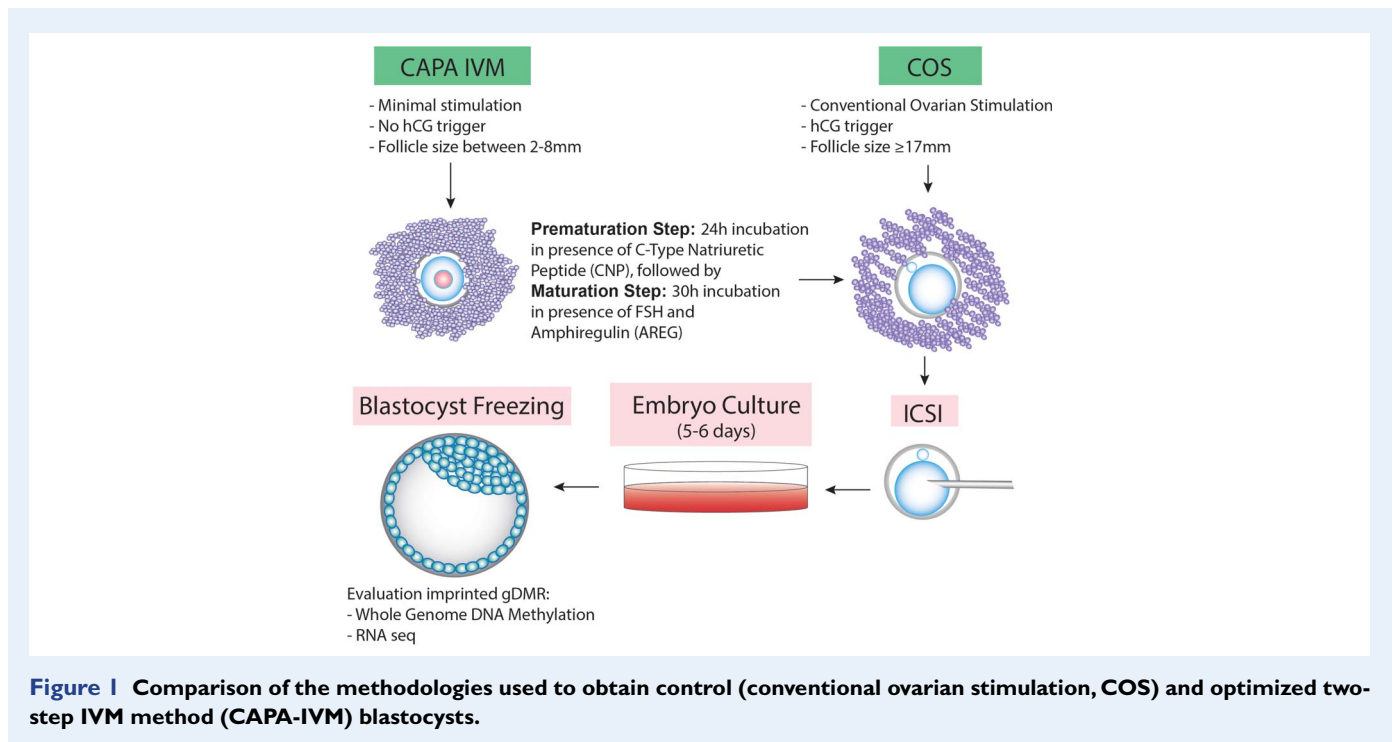 CAPA IVM
- Minimal stimulation
- No hCG trigger
- Follicle size between 2-8mm
COS
- Conventional Ovarian Stimulation
- hCG trigger
- Follicle size ≥17mm
Prematuration Step: 24h incubation
in presence of C-Type Natriuretic
Peptide (CNP), followed by
Maturation Step: 30h incubation
in presence of FSH and
Amphiregulin (AREG)
Blastocyst Freezing
Embryo Culture
(5-6 days)
ICSI
Evaluation imprinted gDMR:
- Whole Genome DNA Methylation
- RNA seq
Figure 1 Comparison of the methodologies used to obtain control (conventional ovarian stimulation, COS) and optimized two-
step IVM method (CAPA-IVM) blastocysts.